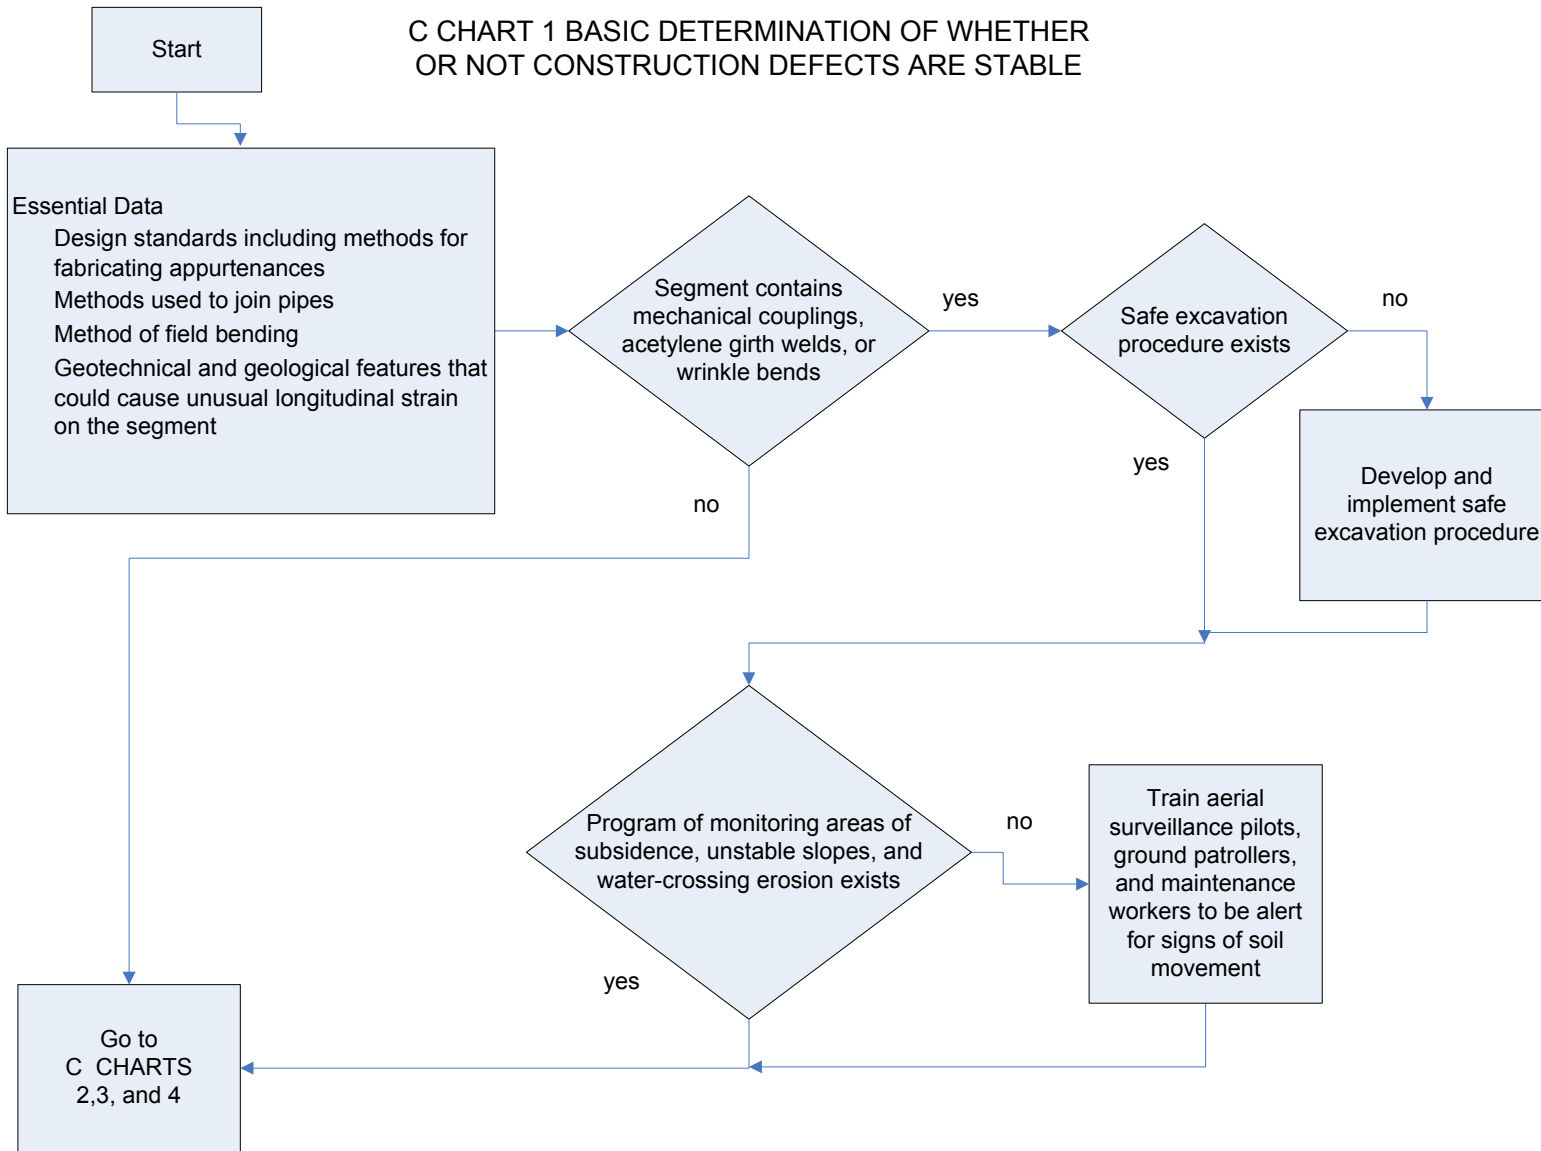 C CHART 1 BASIC DETERMINATION OF WHETHER
OR NOT CONSTRUCTION DEFECTS ARE STABLE
Start
Essential Data
Design standards including methods for
fabricating appurtenances
Methods used to join pipes
Method of field bending
Geotechnical and geological features that
could cause unusual longitudinal strain
on the segment
Segment contains
mechanical couplings,
acetylene girth welds, or
wrinkle bends
yes
no
Safe excavation
procedure exists
no
yes
Develop and
implement safe
excavation procedure
Program of monitoring areas of
subsidence, unstable slopes, and
water-crossing erosion exists
no
yes
Train aerial
surveillance pilots,
ground patrollers,
and maintenance
workers to be alert
for signs of soil
movement
Go to
C CHARTS
2,3, and 4